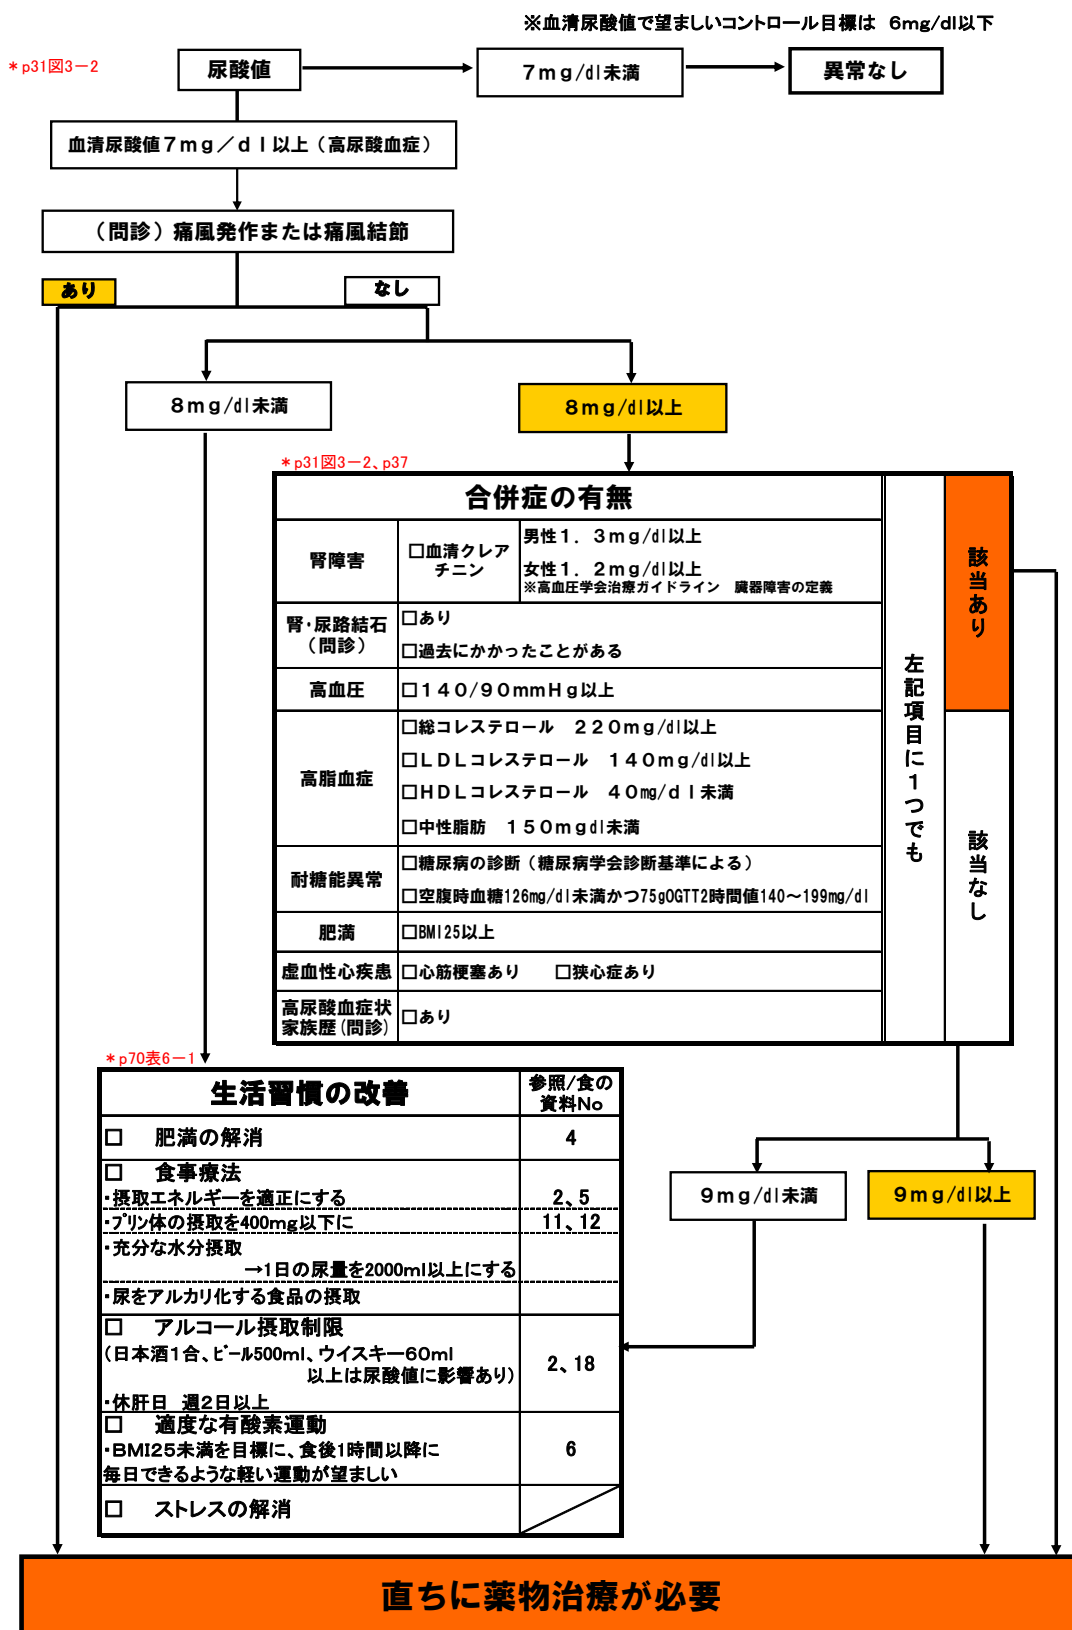 ※血清尿酸値で望ましいコントロール目標は 6mg/dl以下
＊p31図3－2
尿酸値
７ｍｇ/dl未満
異常なし
血清尿酸値７ｍｇ／ｄｌ以上（高尿酸血症）
（問診）痛風発作または痛風結節
あり
なし
８ｍｇ/dl未満
８ｍｇ/dl以上
＊p31図3－2、p37
合併症の有無
腎障害
□血清クレア
チニン
男性１．３ｍｇ/dl以上
女性１．２ｍｇ/dl以上
※高血圧学会治療ガイドライン 臓器障害の定義
腎・尿路結石
（問診）
□あり
□過去にかかったことがある
高血圧
□１４０/９０ｍｍＨｇ以上
高脂血症
□総コレステロール ２２０ｍｇ/dl以上
□ＬＤＬコレステロール １４０ｍｇ/dl以上
□ＨＤＬコレステロール ４０mg/ｄｌ未満
□中性脂肪 １５０ｍｇdl未満
耐糖能異常
□糖尿病の診断（糖尿病学会診断基準による）
□空腹時血糖126mg/dl未満かつ75gOGTT2時間値140～199mg/dl
肥満
□BMI25以上
虚血性心疾患
□心筋梗塞あり □狭心症あり
高尿酸血症状
家族歴(問診)
□あり
左記項目に１つでも
該当あり
該当なし
＊p70表6－1
生活習慣の改善
参照/食の
資料No
□ 肥満の解消
4
□ 食事療法
・摂取エネルギーを適正にする
2、5
・プリン体の摂取を400mg以下に
11、12
・充分な水分摂取
→1日の尿量を2000ml以上にする
・尿をアルカリ化する食品の摂取
□ アルコール摂取制限
（日本酒１合、ビール500ml、ウイスキー60ml
以上は尿酸値に影響あり）
・休肝日 週２日以上
2、18
□ 適度な有酸素運動
・BMI25未満を目標に、食後1時間以降に
毎日できるような軽い運動が望ましい
6
□ ストレスの解消
９ｍｇ/dl未満
９ｍｇ/dl以上
直ちに薬物治療が必要